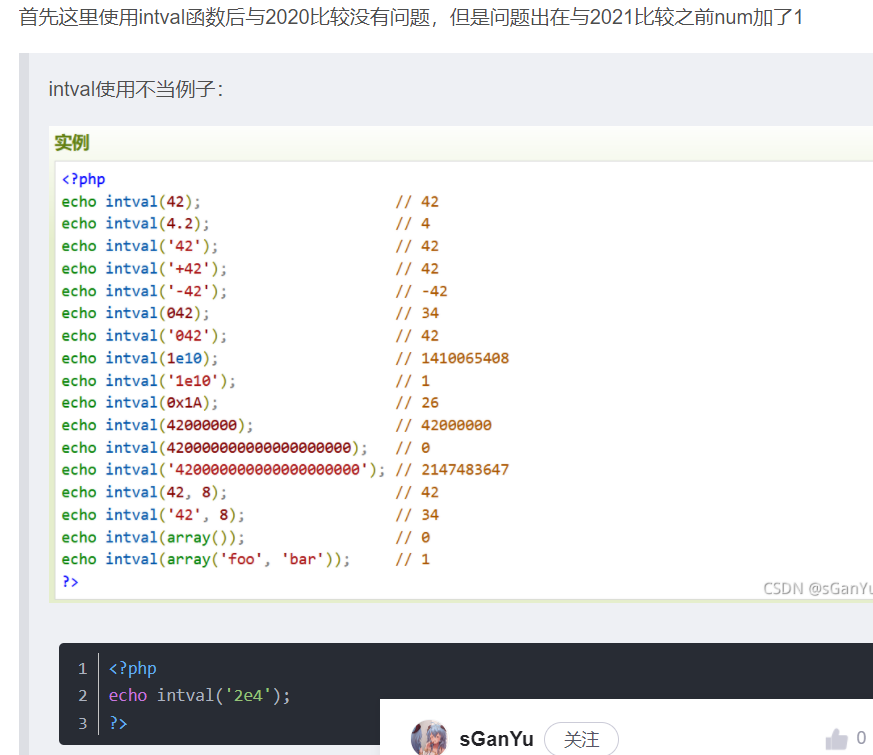 首先这里使用intval函数后与2020比较没有问题，但是问题出在与2021比较之前num加了1
intval使用不当例子：
实例
<?php
echo intval(42); // 42
echo intval(4.2); // 4
echo intval('42'); // 42
echo intval('+42'); // 42
echo intval('-42'); // -42
echo intval(042); // 34
echo intval('042'); // 42
echo intval(1e10); // 1410065408
echo intval('1e10'); // 1
echo intval(0x1A); // 26
echo intval(42000000); // 42000000
echo intval(420000000000000000000); // 0
echo intval('420000000000000000000'); // 2147483647
echo intval(42, 8); // 42
echo intval('42', 8); // 34
echo intval(array()); // 0
echo intval(array('foo', 'bar')); // 1
?>
CSDN @sGanYu
1 <?php
2 echo intval('2e4');
3 ?>
sGanYu 关注 0